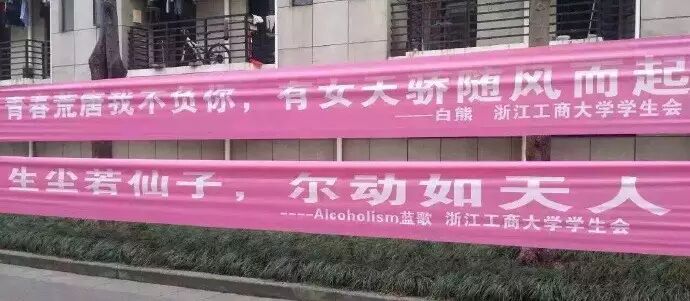 青春荒唐我不负你，有女天骄随风而起
——白熊 浙江工商大学学生会
生尘若仙子，尔动如天人
----Alcoholism蓝歌 浙江工商大学学生会